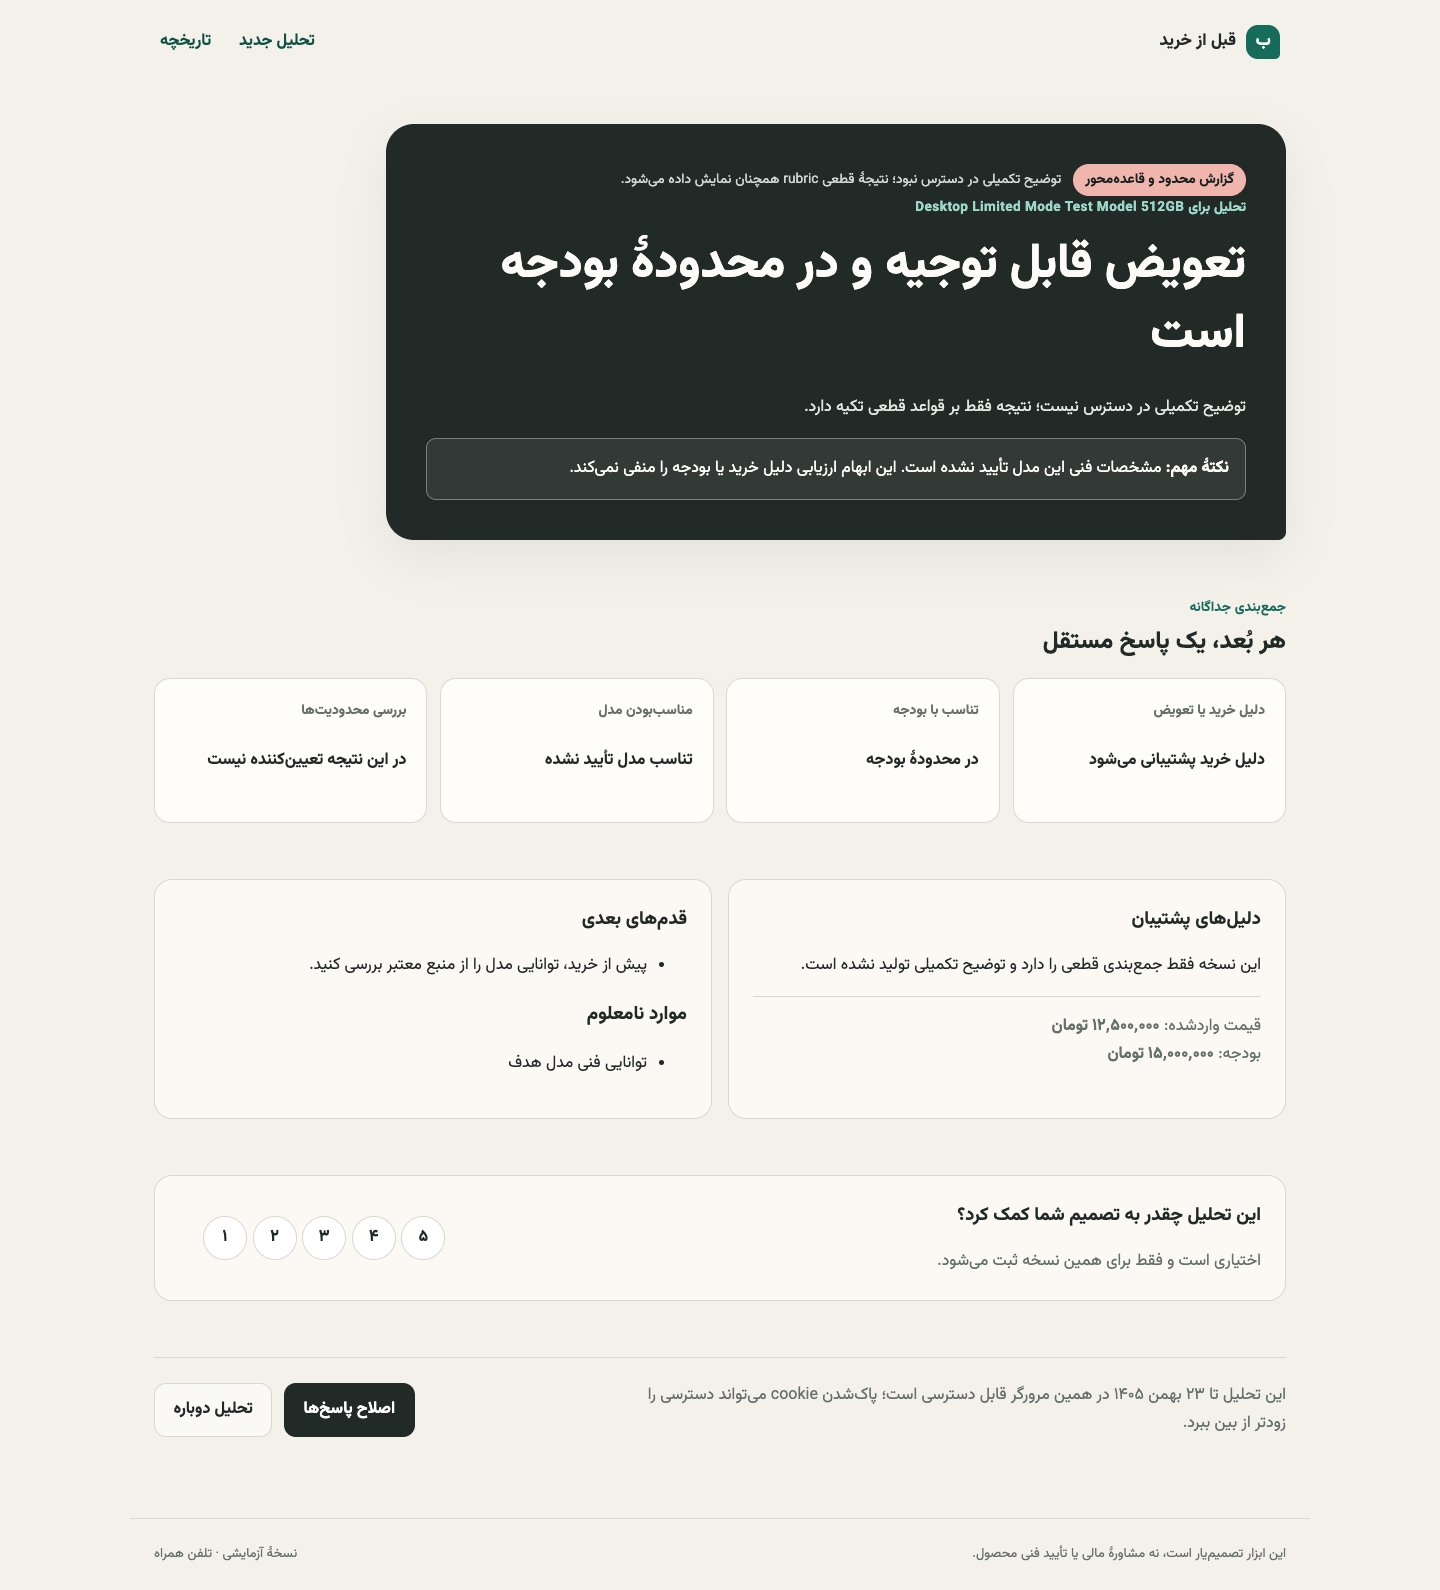 ب
قبل از خرید
تحلیل جدید
تاریخچه
گزارش محدود و قاعده‌محور
توضیح تکمیلی در دسترس نبود؛ نتیجهٔ قطعی rubric همچنان نمایش داده می‌شود.
تحلیل برای Desktop Limited Mode Test Model 512GB
تعویض قابل توجیه و در محدودهٔ بودجه
است
توضیح تکمیلی در دسترس نیست؛ نتیجه فقط بر قواعد قطعی تکیه دارد.
نکتهٔ مهم: مشخصات فنی این مدل تأیید نشده است. این ابهام ارزیابی دلیل خرید یا بودجه را منفی نمی‌کند.
جمع‌بندی جداگانه
هر بُعد، یک پاسخ مستقل
دلیل خرید یا تعویض
دلیل خرید پشتیبانی می‌شود
تناسب با بودجه
در محدودهٔ بودجه
مناسب‌بودن مدل
تناسب مدل تأیید نشده
بررسی محدودیت‌ها
در این نتیجه تعیین‌کننده نیست
دلیل‌های پشتیبان
این نسخه فقط جمع‌بندی قطعی را دارد و توضیح تکمیلی تولید نشده است.
قیمت واردشده: ۱۲,۵۰۰,۰۰۰ تومان
بودجه: ۱۵,۰۰۰,۰۰۰ تومان
قدم‌های بعدی
• پیش از خرید، توانایی مدل را از منبع معتبر بررسی کنید.
موارد نامعلوم
• توانایی فنی مدل هدف
این تحلیل چقدر به تصمیم شما کمک کرد؟
اختیاری است و فقط برای همین نسخه ثبت می‌شود.
۵
۴
۳
۲
۱
این تحلیل تا ۲۳ بهمن ۱۴۰۵ در همین مرورگر قابل دسترسی است؛ پاک‌شدن cookie می‌تواند دسترسی را
زودتر از بین ببرد.
اصلاح پاسخ‌ها
تحلیل دوباره
این ابزار تصمیم‌یار است، نه مشاورهٔ مالی یا تأیید فنی محصول.
نسخهٔ آزمایشی · تلفن همراه